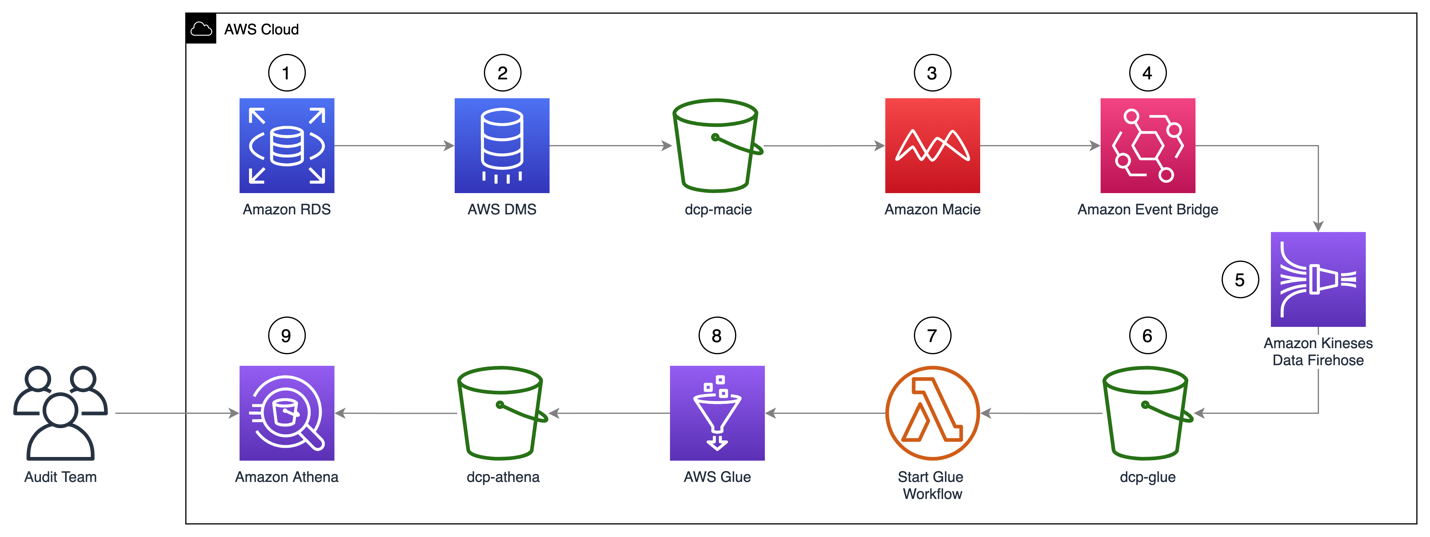 AWS Cloud
1
2
3
4
Amazon RDS
AWS DMS
dcp-macie
Amazon Macie
Amazon Event Bridge
5
Amazon Kineses
Data Firehose
9
8
7
6
Audit Team
Amazon Athena
dcp-athena
AWS Glue
Start Glue
Workflow
dcp-glue